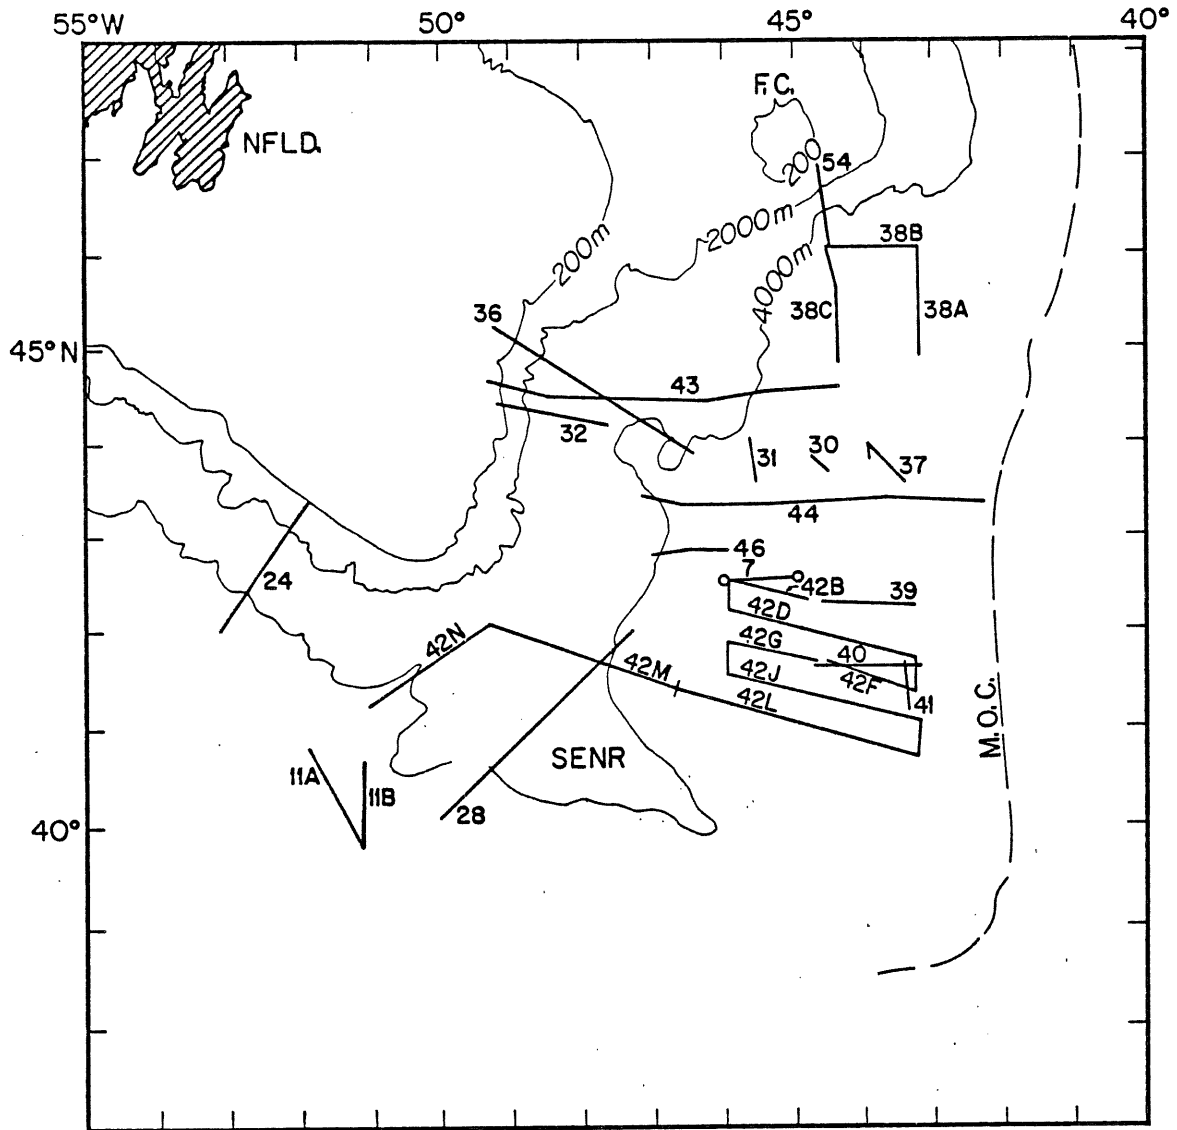 55°W 50° 45° 40°
F.C.
NFLD.
200
54
2000m
38B
200m
4000m
36
38C
38A
45°N
43
32
31
30
37
44
46
7
42B
39
24
42D
42N
42G
40
42M
42J
42F
42L
41
M.O.C.
SENR
11A
11B
28
40°